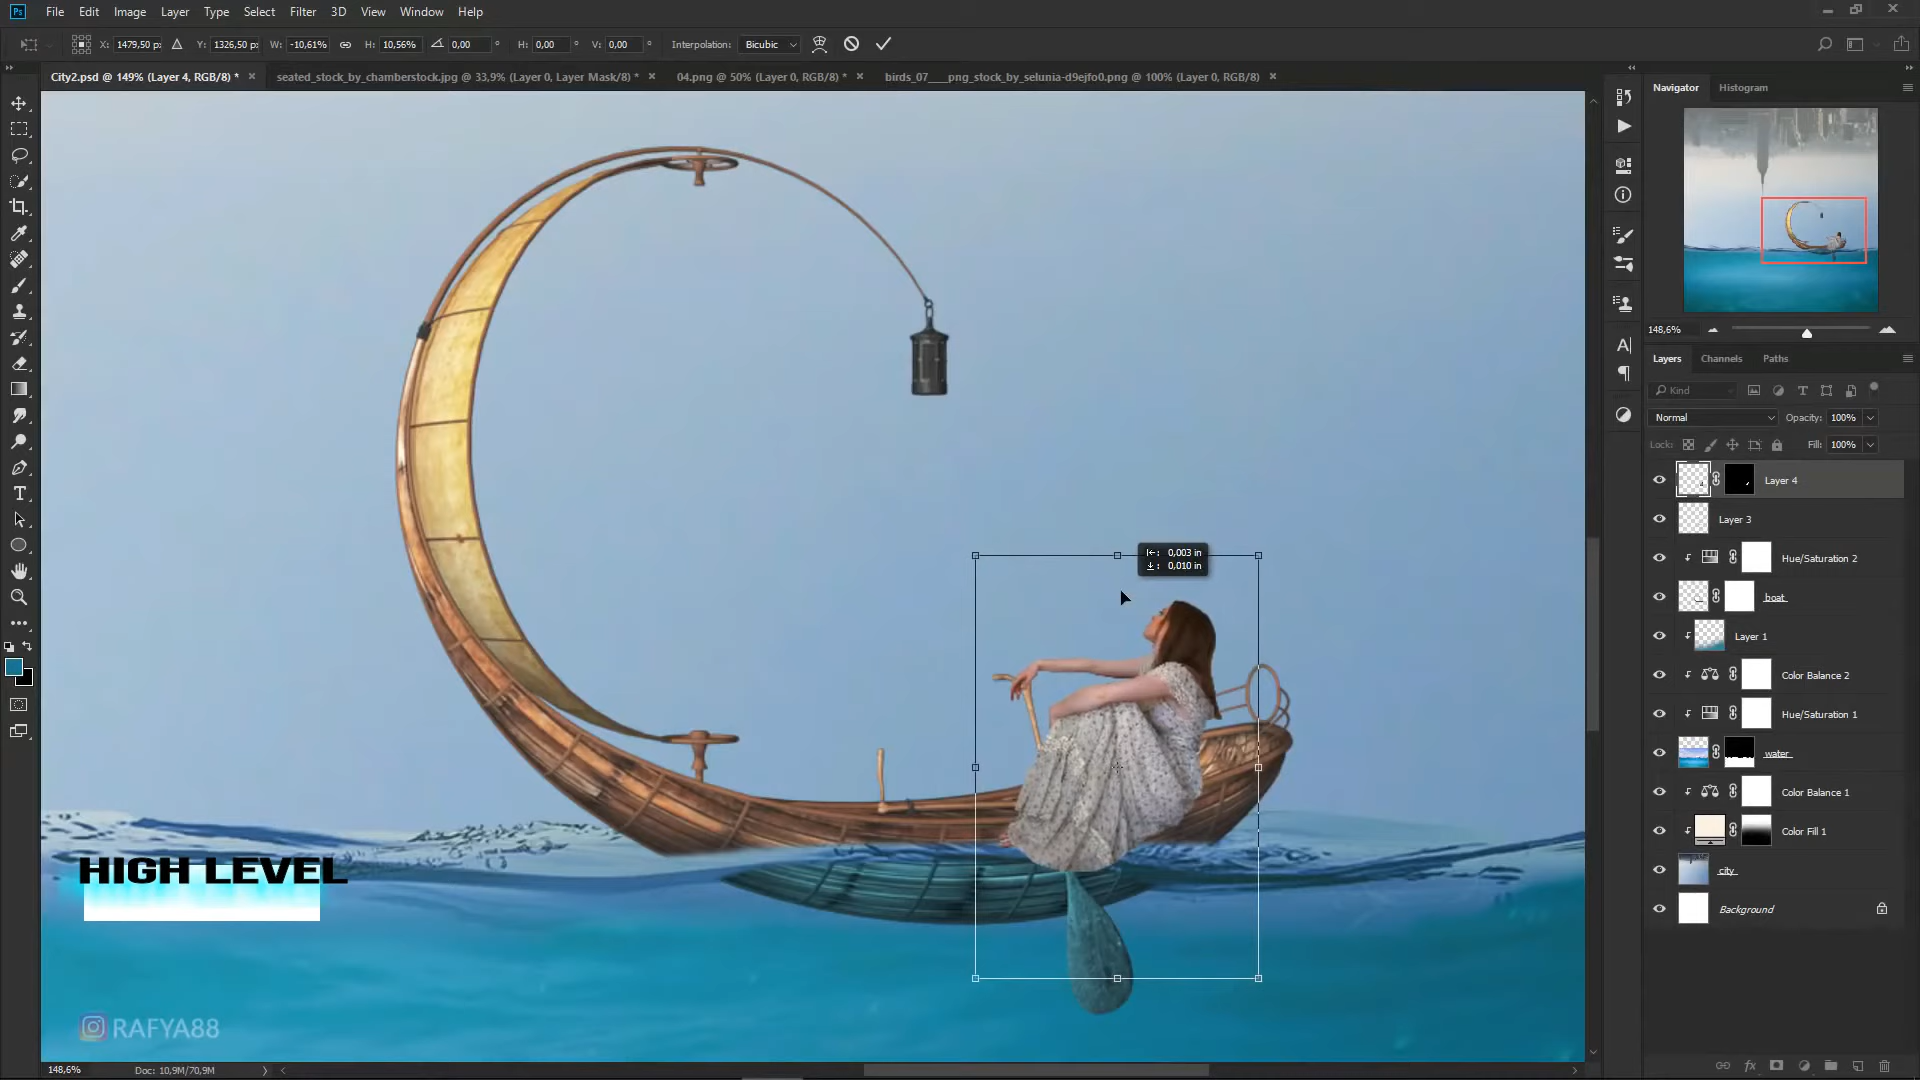 Ps File Edit Image Layer Type Select Filter 3D View Window Help
X: 1479,50 px Y: 1326,50 px W: -10,61% H: 10,56% 0,00 ° H: 0,00 ° V: 0,00 ° Interpolation: Bicubic
City2.psd @ 149% (Layer 4, RGB/8) * seated_stock_by_chamberstock.jpg @ 33,9% (Layer 0, Layer Mask/8) * 04.png @ 50% (Layer 0, RGB/8) * birds_07____png_stock_by_selunia-d9ejfo0.png @ 100% (Layer 0, RGB/8)
Navigator Histogram
148,6%
Layers Channels Paths
Kind
Normal Opacity: 100%
Lock: Fill: 100%
Layer 4
Layer 3
Hue/Saturation 2
boat
Layer 1
Color Balance 2
Hue/Saturation 1
water
Color Balance 1
Color Fill 1
city
Background
0,003 in
0,010 in
HIGH LEVEL
RAFYA88
148,6% Doc: 10,9M/70,9M